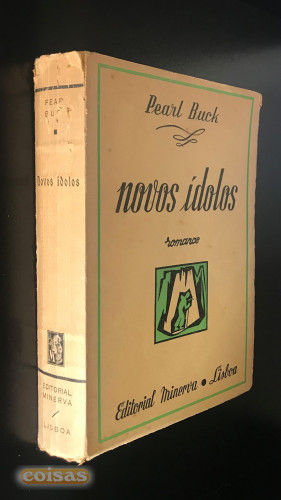 PEARL
BUCK
Novos ídolos
EDITORIAL
MINERVA
LISBOA
Pearl Buck
novos ídolos
romance
M
Editorial Minerva • Lisboa
coisas